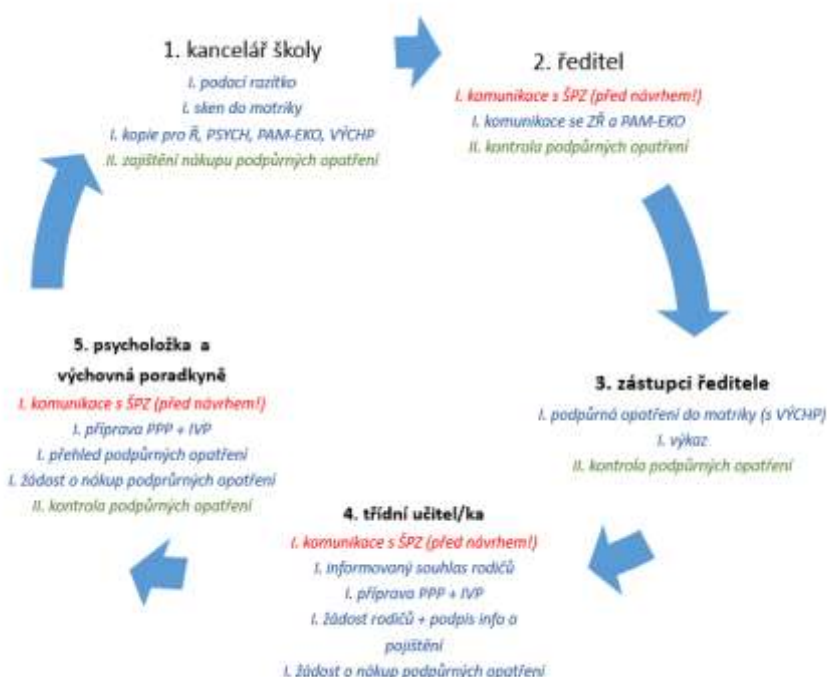 1. kancelář školy
I. podací razítko
I. sken do matriky
I. kopie pro Ř, PSYCH, PAM-EKO, VÝCHP
II. zajištění nákupu podpůrných opatření
2. ředitel
I. komunikace s ŠPZ (před návrhem!)
I. komunikace se ZŘ a PAM-EKO
II. kontrola podpůrných opatření
3. zástupci ředitele
I. podpůrná opatření do matriky (s VÝCHP)
I. výkaz
II. kontrola podpůrných opatření
4. třídní učitel/ka
I. komunikace s ŠPZ (před návrhem!)
I. informovaný souhlas rodičů
I. příprava PPP + IVP
I. žádost rodičů + podpis info o
pojištění
I. žádost o nákup podpůrných opatření
5. psycholožka a
výchovná poradkyně
I. komunikace s ŠPZ (před návrhem!)
I. příprava PPP + IVP
I. přehled podpůrných opatření
I. žádost o nákup podprůrných opatření
II. kontrola podpůrných opatření